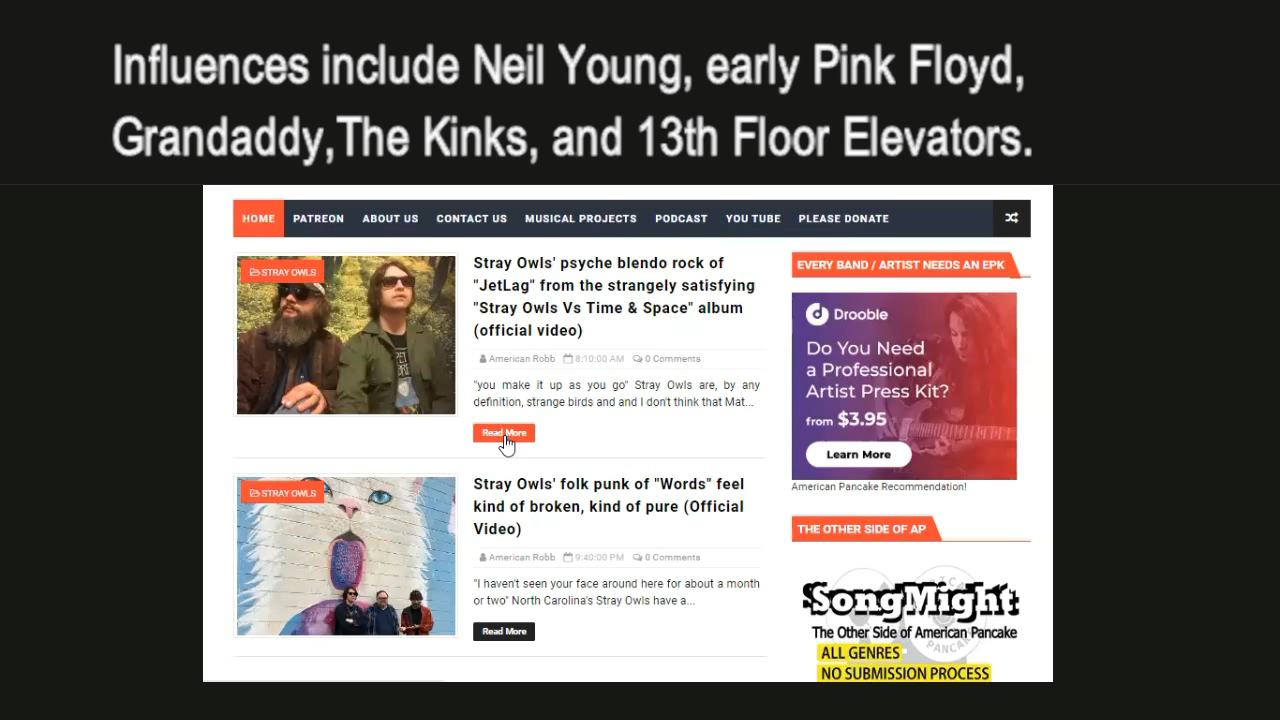 Influences include Neil Young, early Pink Floyd,
Grandaddy,The Kinks, and 13th Floor Elevators.
HOME PATREON ABOUT US CONTACT US MUSICAL PROJECTS PODCAST YOU TUBE PLEASE DONATE
STRAY OWLS
Stray Owls' psyche blendo rock of
"JetLag" from the strangely satisfying
"Stray Owls Vs Time & Space" album
(official video)
American Robb 8:10:00 AM 0 Comments
"you make it up as you go" Stray Owls are, by any
definition, strange birds and and I don't think that Mat...
Read More
STRAY OWLS
Stray Owls' folk punk of "Words" feel
kind of broken, kind of pure (Official
Video)
American Robb 9:40:00 PM 0 Comments
"I haven't seen your face around here for about a month
or two" North Carolina's Stray Owls have a...
Read More
EVERY BAND / ARTIST NEEDS AN EPK
Drooble
Do You Need
a Professional
Artist Press Kit?
from $3.95
Learn More
American Pancake Recommendation!
THE OTHER SIDE OF AP
SongMight
The Other Side of American Pancake
ALL GENRES
NO SUBMISSION PROCESS